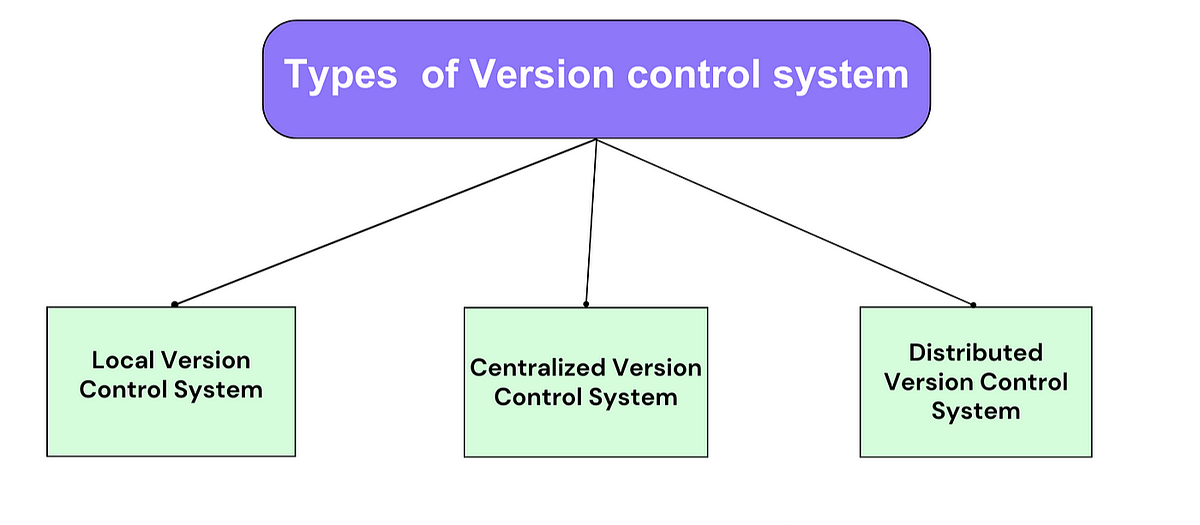 Types  of Version control system
Local Version
Control System
Centralized Version
Control System
Distributed
Version Control
System